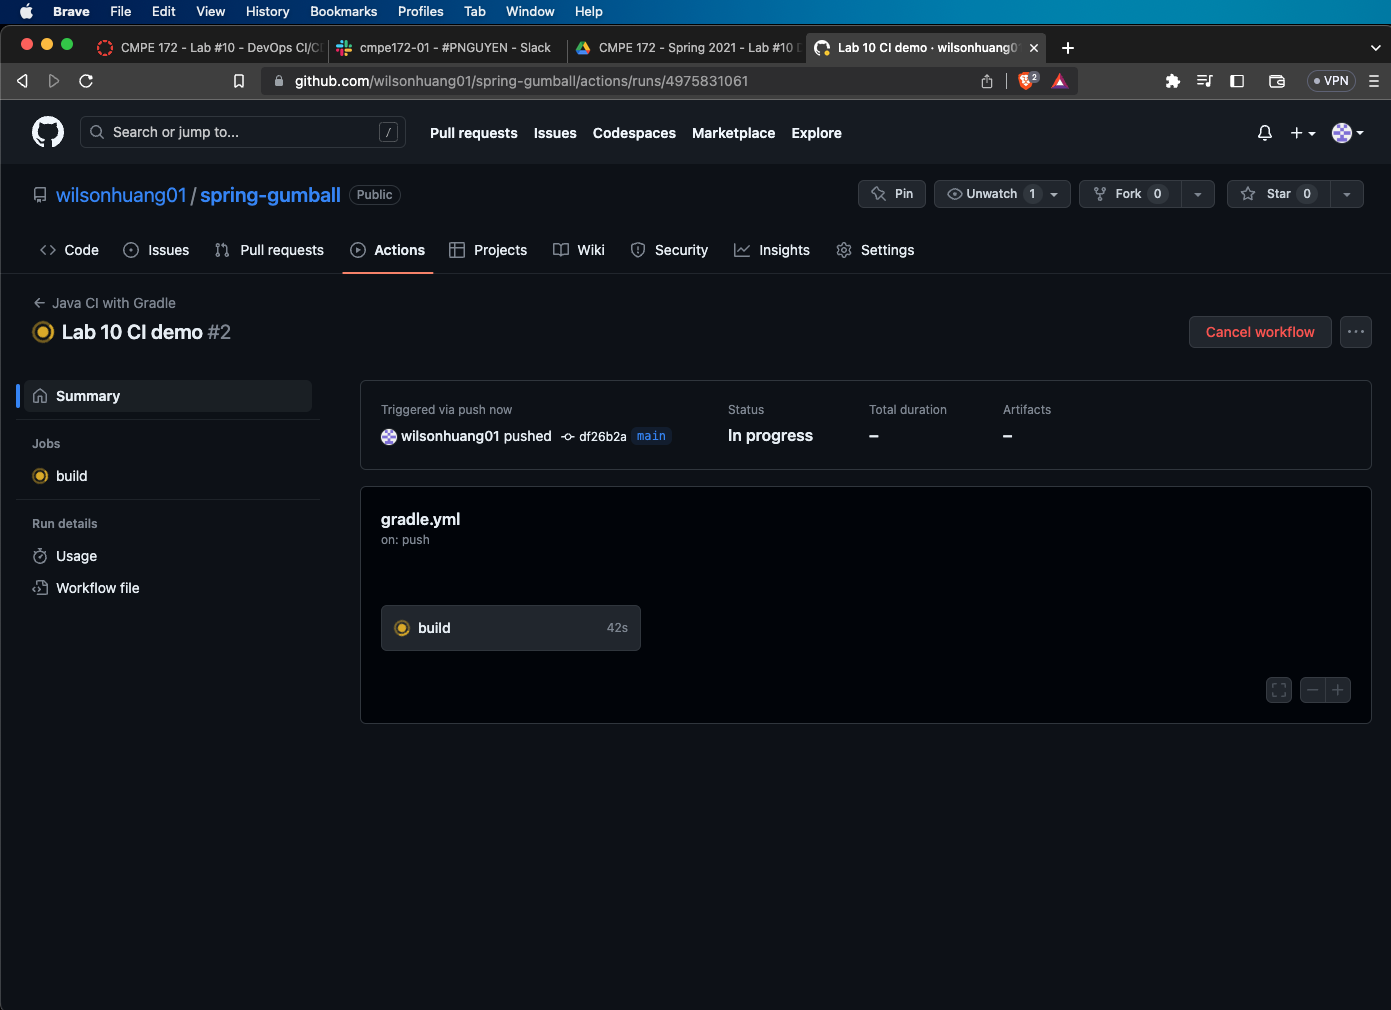 Brave File Edit View History Bookmarks Profiles Tab Window Help
CMPE 172 - Lab #10 - DevOps CI/C cmpe172-01 - #PNGUYEN - Slack CMPE 172 - Spring 2021 - Lab #10 Lab 10 CI demo · wilsonhuang0
github.com/wilsonhuang01/spring-gumball/actions/runs/4975831061 2 VPN
Search or jump to... / Pull requests Issues Codespaces Marketplace Explore
wilsonhuang01 / spring-gumball Public Pin Unwatch 1 Fork 0 Star 0
Code Issues Pull requests Actions Projects Wiki Security Insights Settings
Java CI with Gradle
Lab 10 CI demo #2 Cancel workflow
Summary
Jobs
build
Run details
Usage
Workflow file
Triggered via push now Status Total duration Artifacts
wilsonhuang01 pushed df26b2a main In progress – –
gradle.yml
on: push
build 42s